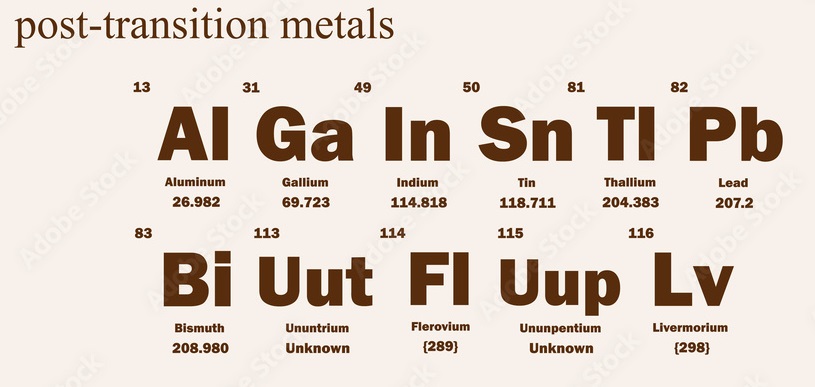 post-transition metals
13 31 49 50 81 82
Al Ga In Sn Tl Pb
Aluminum Gallium Indium Tin Thallium Lead
26.982 69.723 114.818 118.711 204.383 207.2
83 113 114 115 116
Bi Uut Fl Uup Lv
Bismuth Ununtrium Flerovium Ununpentium Livermorium
208.980 Unknown {289} Unknown {298}
Adobe Stock